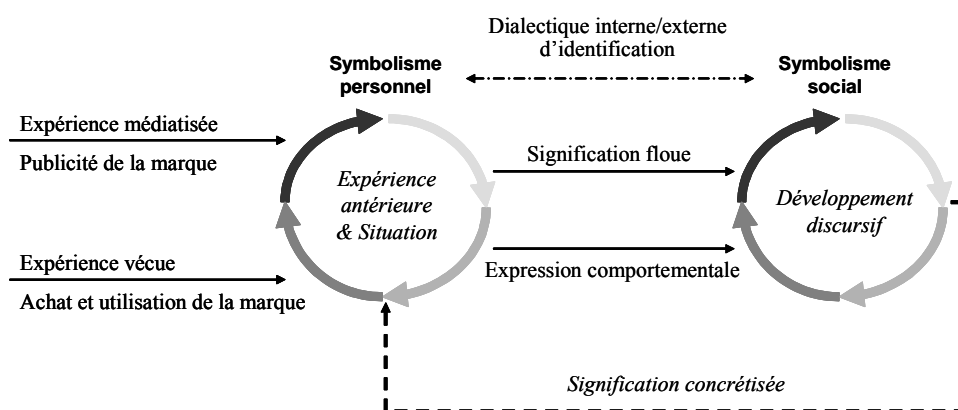 Dialectique interne/externe
d'identification
Symbolisme
personnel
Symbolisme
social
Expérience médiatisée
Publicité de la marque
Expérience
antérieure
& Situation
Signification floue
Développement
discursif
Expérience vécue
Achat et utilisation de la marque
Expression comportementale
Signification concrétisée